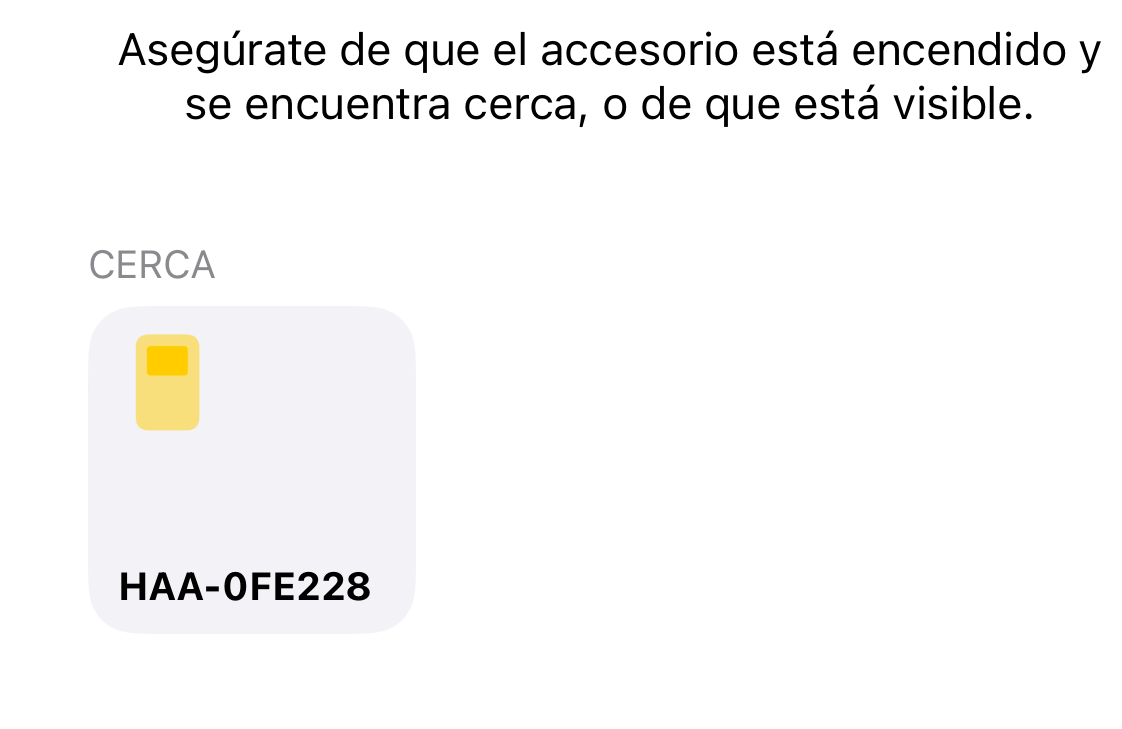 Asegúrate de que el accesorio está encendido y
se encuentra cerca, o de que está visible.
CERCA
HAA-0FE228